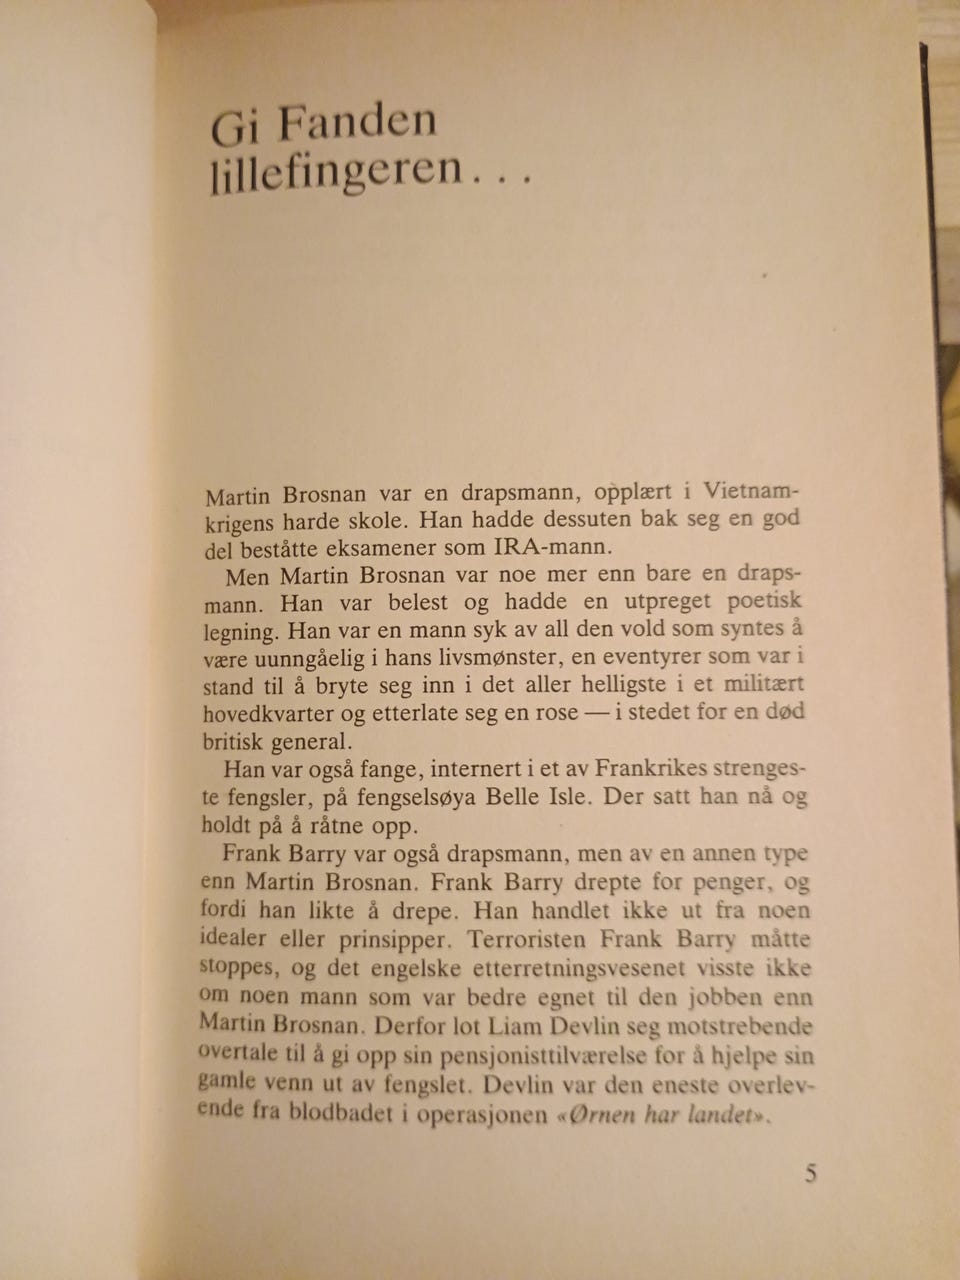 Gi Fanden
lillefingeren...
Martin Brosnan var en drapsmann, opplært i Vietnam-
krigens harde skole. Han hadde dessuten bak seg en god
del beståtte eksamener som IRA-mann.
Men Martin Brosnan var noe mer enn bare en draps-
mann. Han var belest og hadde en utpreget poetisk
legning. Han var en mann syk av all den vold som syntes å
være uunngåelig i hans livsmønster, en eventyrer som var i
stand til å bryte seg inn i det aller helligste i et militært
hovedkvarter og etterlate seg en rose — i stedet for en død
britisk general.
Han var også fange, internert i et av Frankrikes strenges-
te fengsler, på fengselsøya Belle Isle. Der satt han nå og
holdt på å råtne opp.
Frank Barry var også drapsmann, men av en annen type
enn Martin Brosnan. Frank Barry drepte for penger, og
fordi han likte å drepe. Han handlet ikke ut fra noen
idealer eller prinsipper. Terroristen Frank Barry måtte
stoppes, og det engelske etterretningsvesenet visste ikke
om noen mann som var bedre egnet til den jobben enn
Martin Brosnan. Derfor lot Liam Devlin seg motstrebende
overtale til å gi opp sin pensjonisttilværelse for å hjelpe sin
gamle venn ut av fengslet. Devlin var den eneste overlev-
ende fra blodbadet i operasjonen «Ørnen har landet».
5